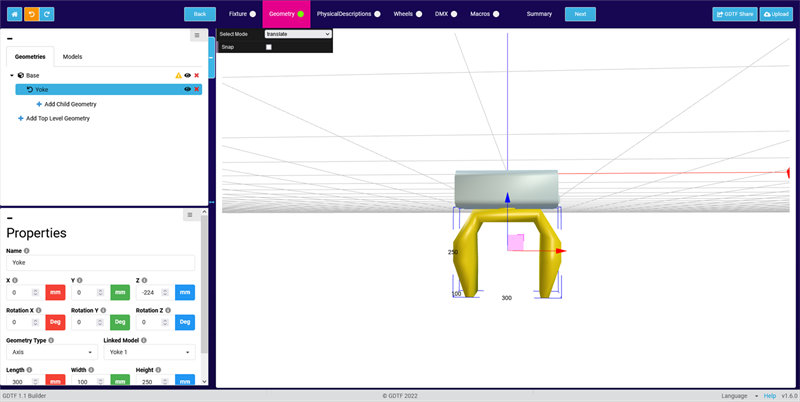 Back
Fixture
Geometry
PhysicalDescriptions
Wheels
DMX
Macros
Summary
Next
GDTF Share
Upload
Select Mode
translate
Snap
Geometries
Models
Base
Yoke
Add Child Geometry
Add Top Level Geometry
Properties
Name
Yoke
X
Y
Z
0
mm
0
mm
-224
mm
Rotation X
Rotation Y
Rotation Z
0
Deg
0
Deg
0
Deg
Geometry Type
Linked Model
Axis
Yoke 1
Length
Width
Height
300
mm
100
mm
250
mm
250
100
300
GDTF 1.1 Builder
© GDTF 2022
Language
Help
v1.6.0